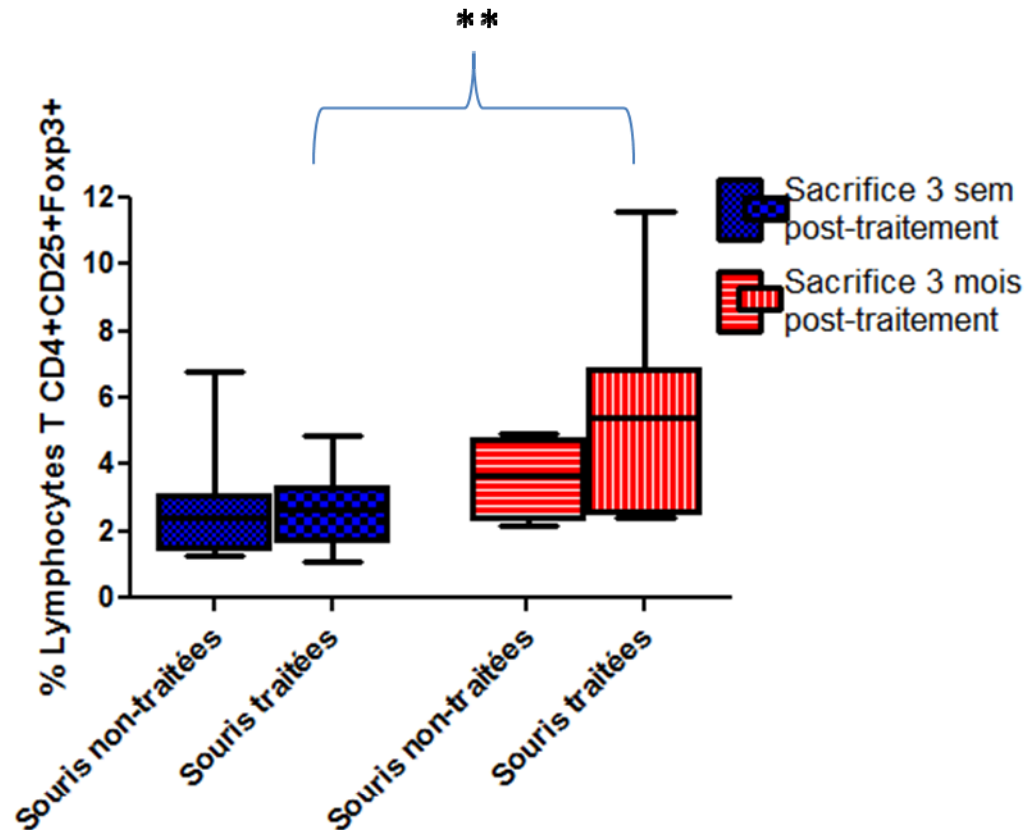 **
% Lymphocytes T CD4+CD25+Foxp3+
12
10
8
6
4
2
0
Sacrifice 3 sem
post-traitement
Sacrifice 3 mois
post-traitement
Souris non-traitées
Souris traitées
Souris non-traitées
Souris traitées